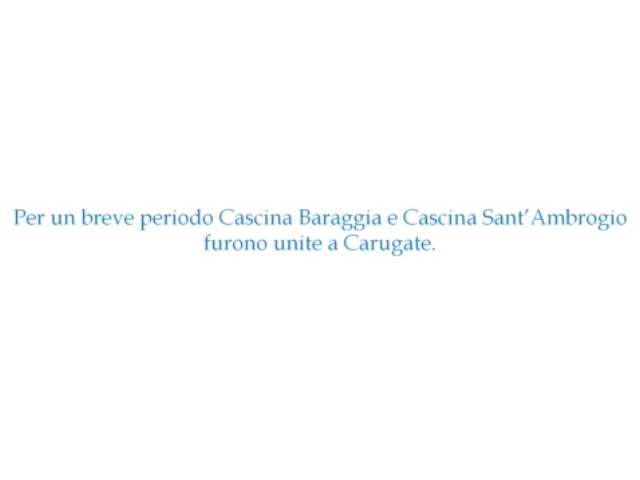 Per un breve periodo Cascina Baraggia e Cascina Sant’Ambrogio
furono unite a Carugate.